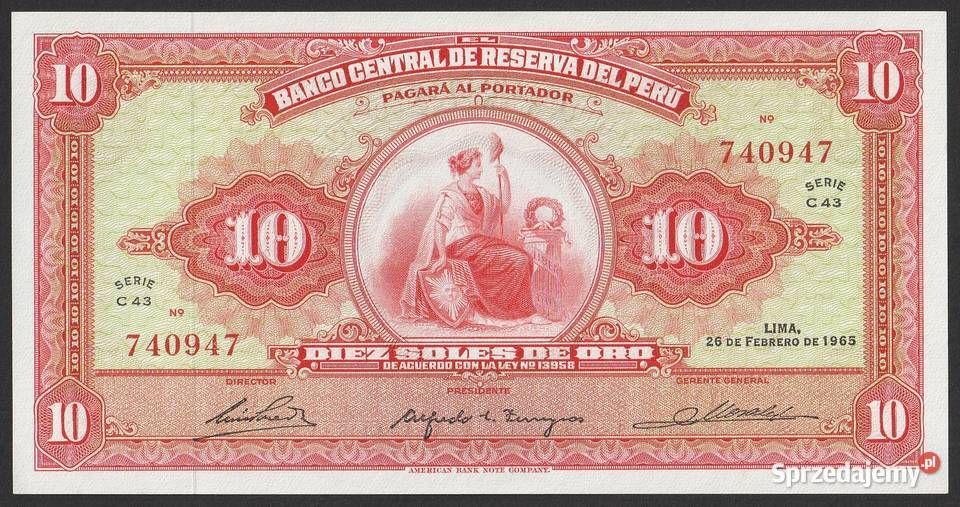 EL
10
BANCO CENTRAL DE RESERVA DEL PERÚ
10
PAGARÁ AL PORTADOR
Nº
740947
SERIE
C 43
10
10
SERIE
C 43
Nº
740947
LIMA,
26 DE FEBRERO DE 1965
DIEZ SOLES DE ORO
DE ACUERDO CON LA LEY Nº 13958
DIRECTOR
PRESIDENTE
GERENTE GENERAL
10
10
AMERICAN BANK NOTE COMPANY.
Sprzedajemy.pl